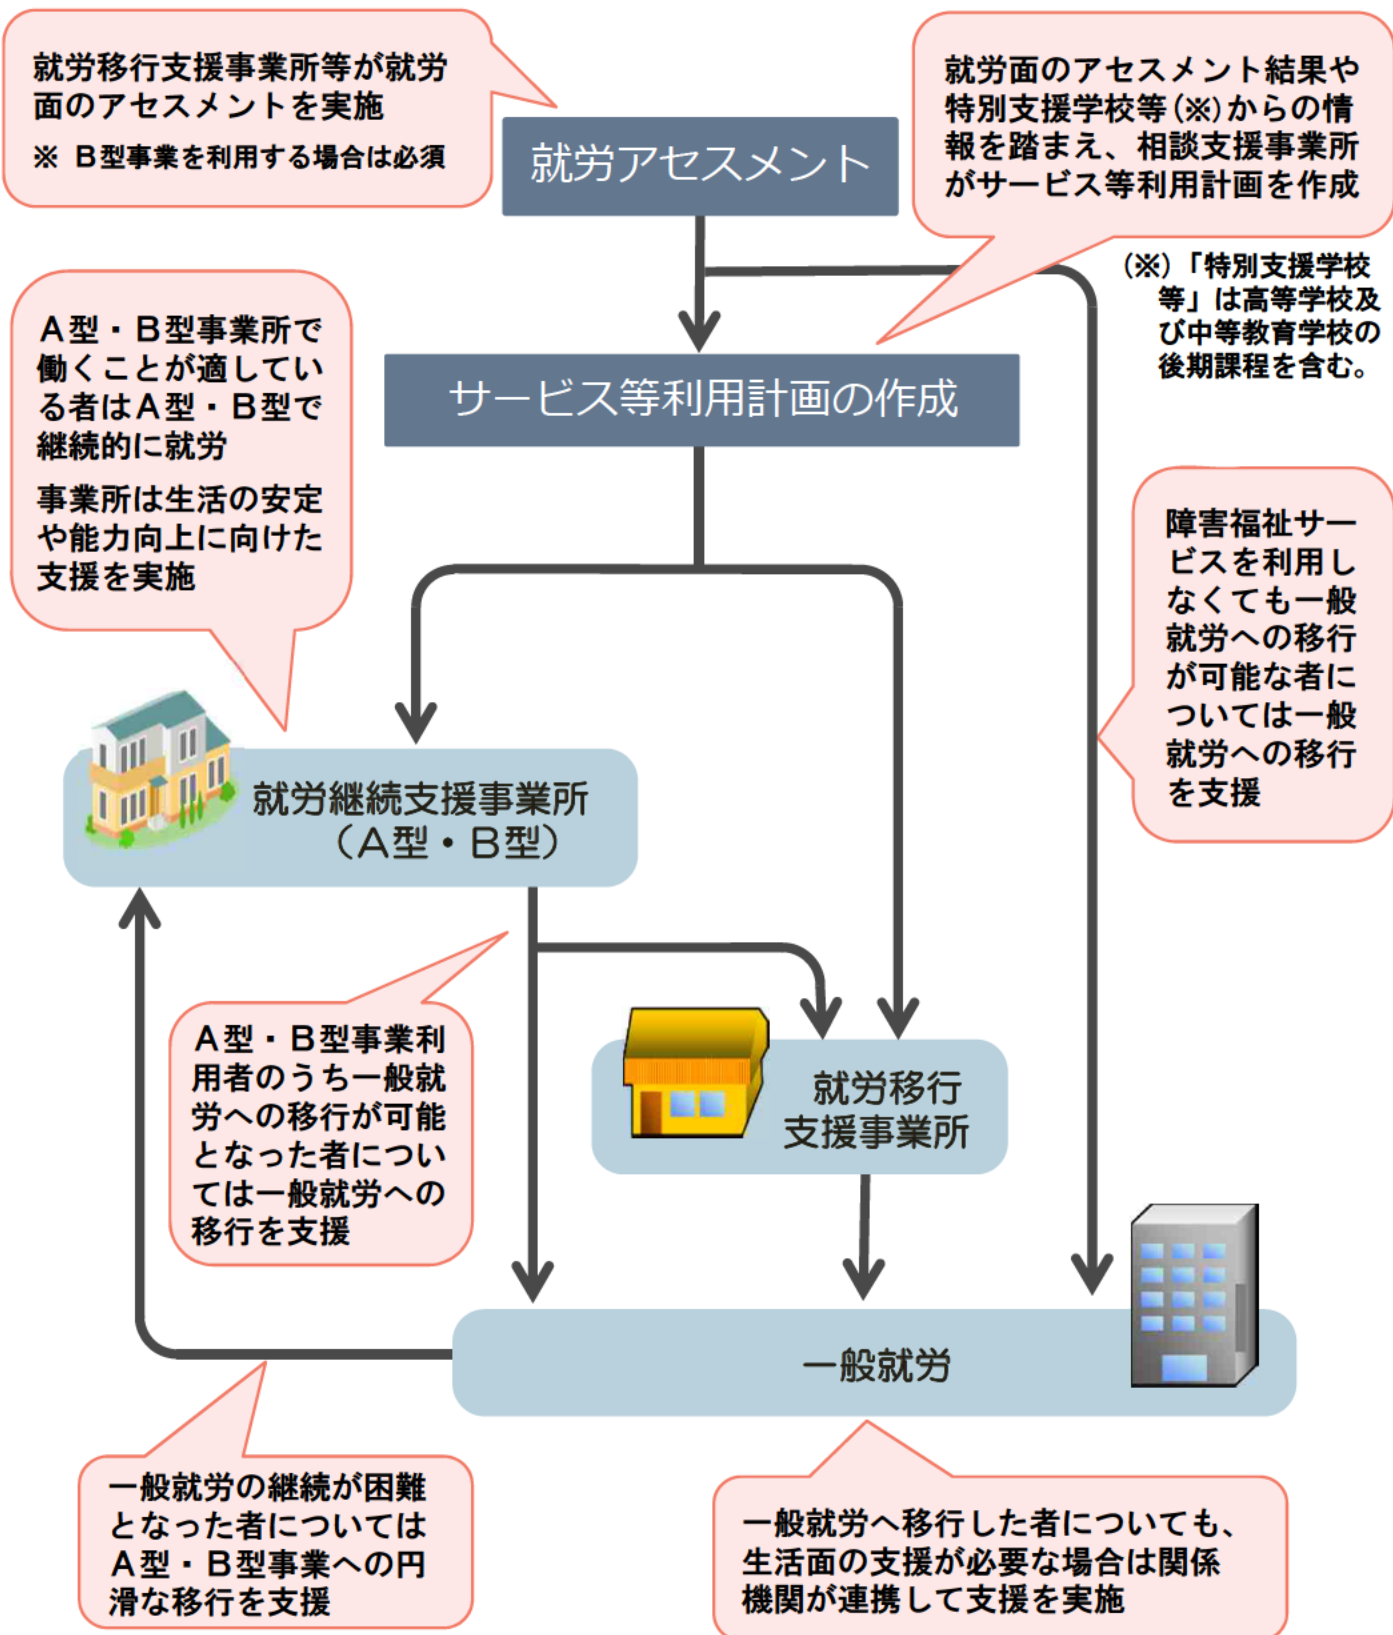 就労移行支援事業所等が就労
面のアセスメントを実施
※ B型事業を利用する場合は必須
就労アセスメント
就労面のアセスメント結果や
特別支援学校等(※)からの情
報を踏まえ、相談支援事業所
がサービス等利用計画を作成
(※)「特別支援学校
等」は高等学校及
び中等教育学校の
後期課程を含む。
A型・B型事業所で
働くことが適してい
る者はA型・B型で
継続的に就労
事業所は生活の安定
や能力向上に向けた
支援を実施
サービス等利用計画の作成
障害福祉サー
ビスを利用し
なくても一般
就労への移行
が可能な者に
ついては一般
就労への移行
を支援
就労継続支援事業所
（A型・B型）
A型・B型事業利
用者のうち一般就
労への移行が可能
となった者につい
ては一般就労への
移行を支援
就労移行
支援事業所
一般就労
一般就労の継続が困難
となった者については
A型・B型事業への円
滑な移行を支援
一般就労へ移行した者についても、
生活面の支援が必要な場合は関係
機関が連携して支援を実施